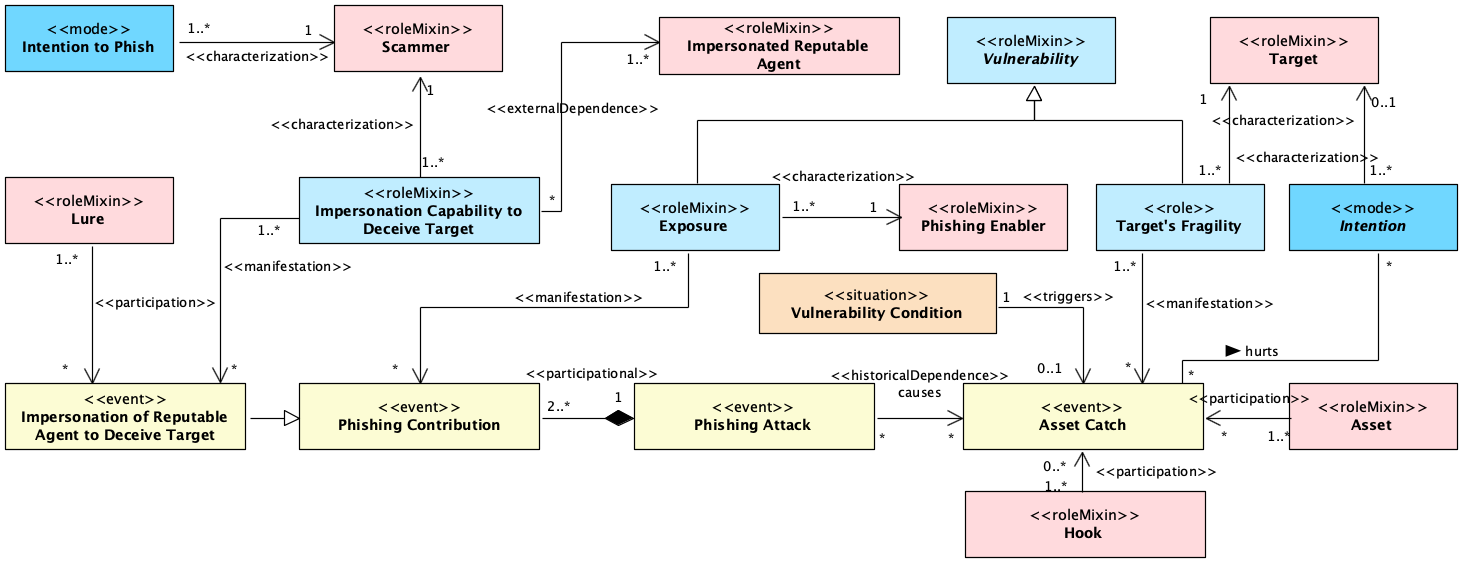 <<mode>>
Intention to Phish
1..*
1
<<characterization>>
<<roleMixin>>
Scammer
<<roleMixin>>
Impersonated Reputable
Agent
1..*
<<externalDependence>>
<<roleMixin>>
Vulnerability
<<roleMixin>>
Target
1
<<characterization>>
1..*
1
0..1
<<characterization>>
<<characterization>>
1..*
1..*
<<roleMixin>>
Lure
<<roleMixin>>
Impersonation Capability to
Deceive Target
*
<<roleMixin>>
Exposure
<<characterization>>
1..*
1
<<roleMixin>>
Phishing Enabler
<<role>>
Target's Fragility
<<mode>>
Intention
1..*
<<participation>>
*
1..*
<<manifestation>>
*
1..*
<<manifestation>>
*
<<situation>>
Vulnerability Condition
1
<<triggers>>
0..1
1..*
<<manifestation>>
*
*
hurts
*
<<event>>
Impersonation of Reputable
Agent to Deceive Target
<<event>>
Phishing Contribution
<<participational>>
2..*
1
<<event>>
Phishing Attack
<<historicalDependence>>
causes
*
*
<<event>>
Asset Catch
<<participation>>
*
1..*
<<roleMixin>>
Asset
0..*
<<participation>>
1..*
<<roleMixin>>
Hook